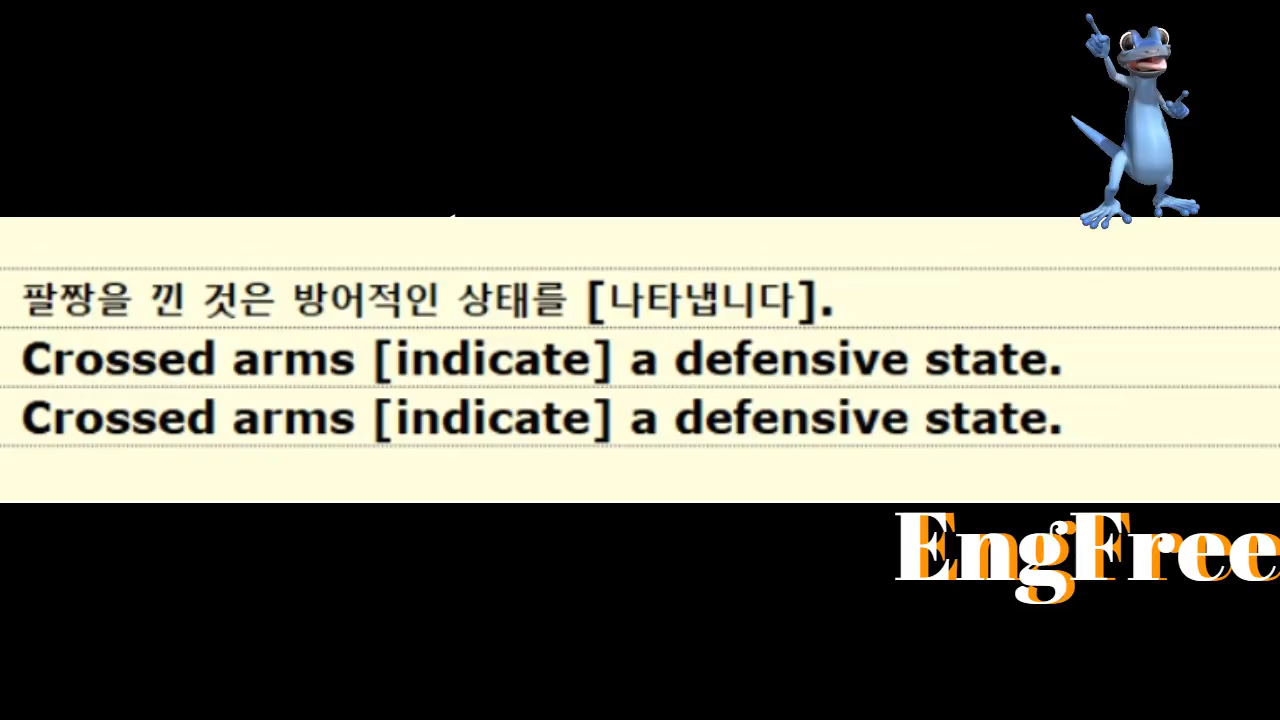 팔짱을 낀 것은 방어적인 상태를 [나타냅니다].
Crossed arms [indicate] a defensive state.
Crossed arms [indicate] a defensive state.
EngFree